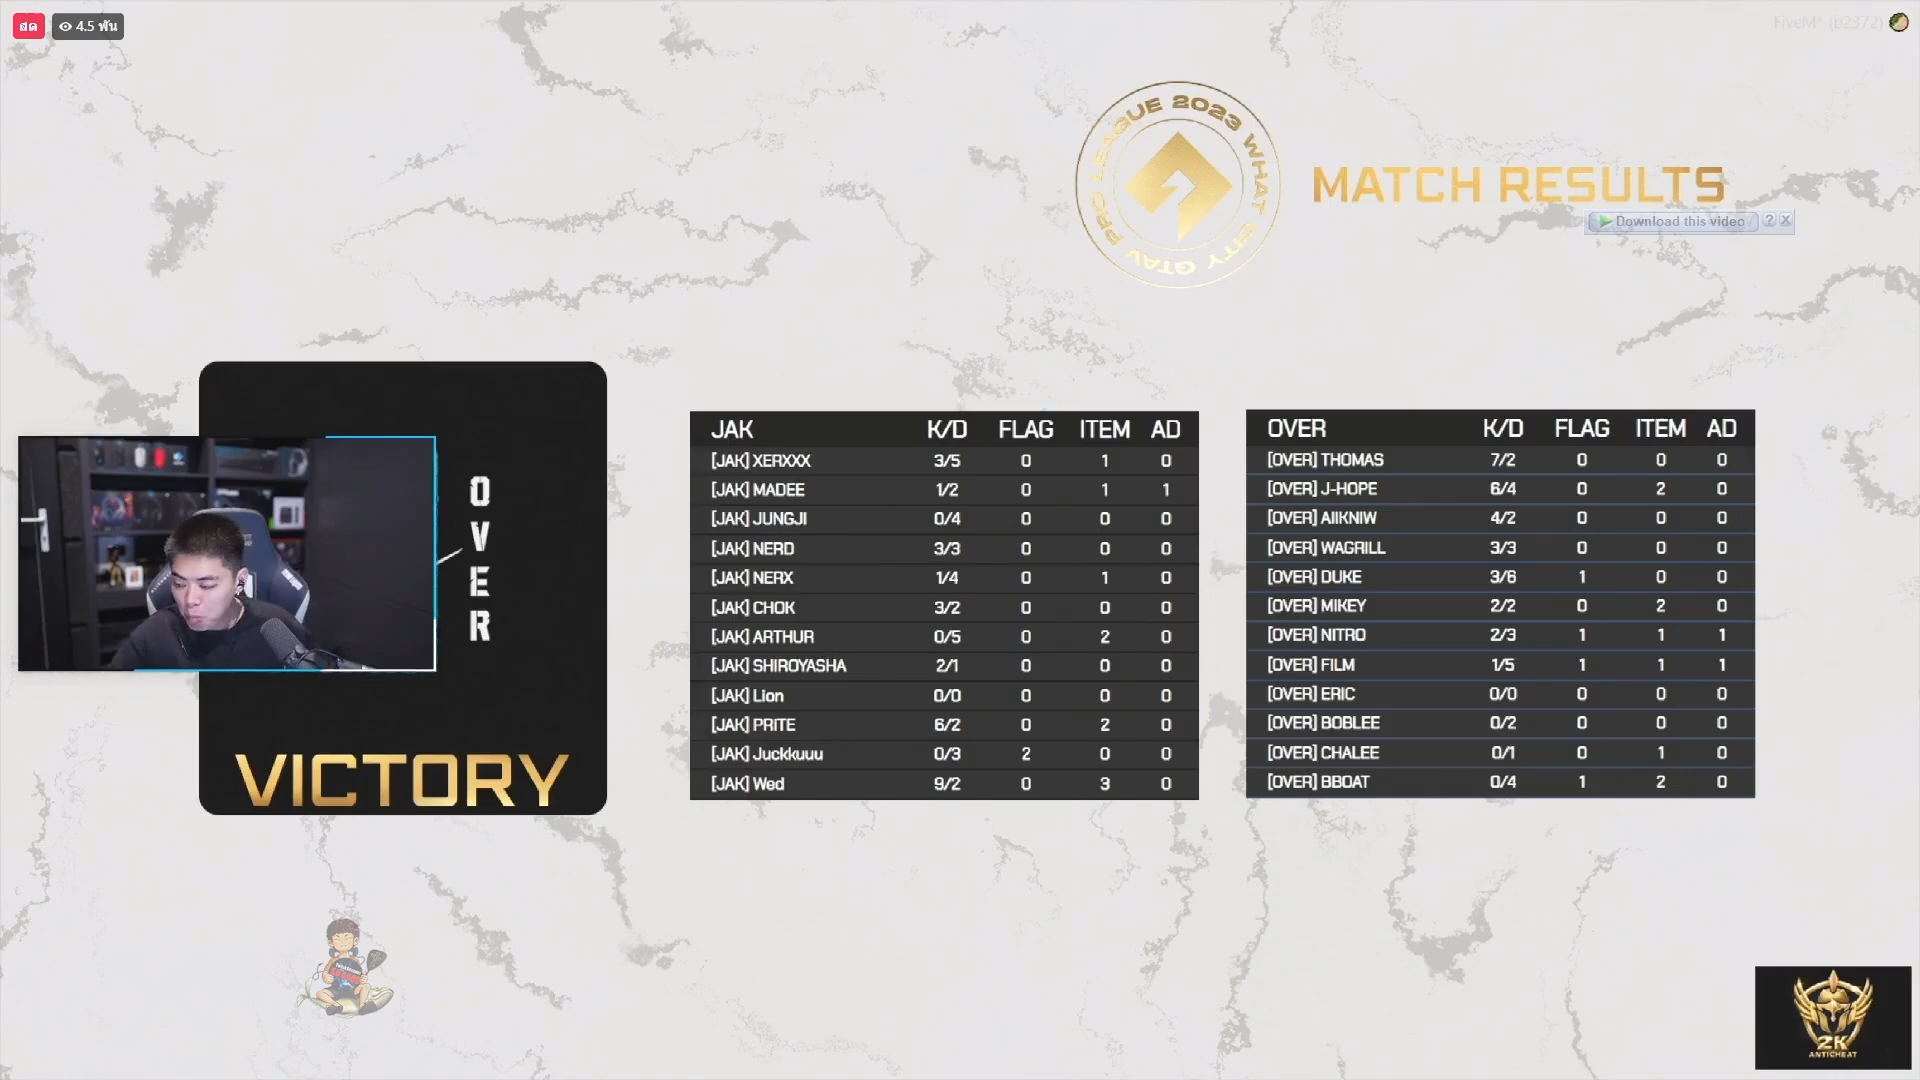 สด 4.5 พัน
FiveM* (b2372)
PRO LEAGUE 2023 WHAT CITY GTAV
MATCH RESULTS
Download this video ? X
JAK K/D FLAG ITEM AD
[JAK] XERXXX 3/5 0 1 0
[JAK] MADEE 1/2 0 1 1
[JAK] JUNGJI 0/4 0 0 0
[JAK] NERD 3/3 0 0 0
[JAK] NERX 1/4 0 1 0
[JAK] CHOK 3/2 0 0 0
[JAK] ARTHUR 0/5 0 2 0
[JAK] SHIROYASHA 2/1 0 0 0
[JAK] Lion 0/0 0 0 0
[JAK] PRITE 6/2 0 2 0
[JAK] Juckkuuu 0/3 2 0 0
[JAK] Wed 9/2 0 3 0
OVER K/D FLAG ITEM AD
[OVER] THOMAS 7/2 0 0 0
[OVER] J-HOPE 6/4 0 2 0
[OVER] AIIKNIW 4/2 0 0 0
[OVER] WAGRILL 3/3 0 0 0
[OVER] DUKE 3/6 1 0 0
[OVER] MIKEY 2/2 0 2 0
[OVER] NITRO 2/3 1 1 1
[OVER] FILM 1/5 1 1 1
[OVER] ERIC 0/0 0 0 0
[OVER] BOBLEE 0/2 0 0 0
[OVER] CHALEE 0/1 0 1 0
[OVER] BBOAT 0/4 1 2 0
OVER
VICTORY
2K
ANTICHEAT